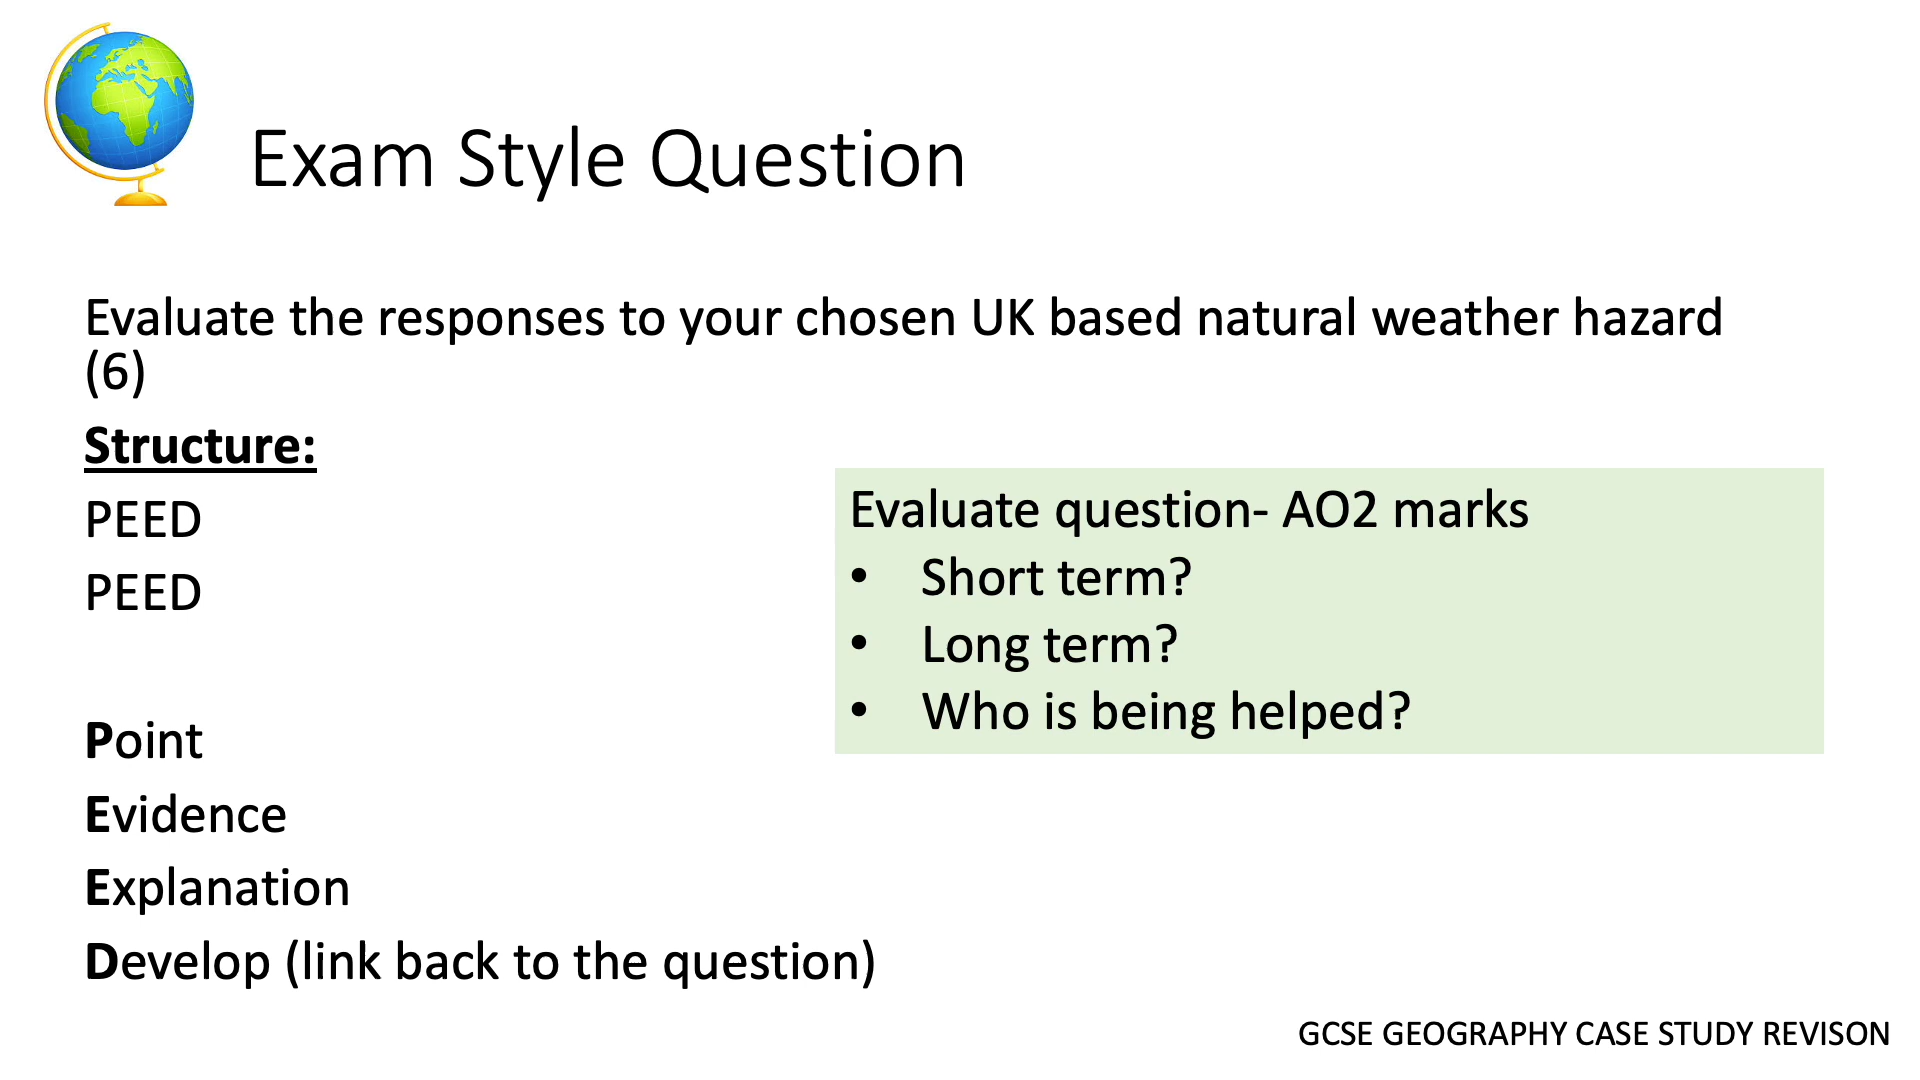 Exam Style Question
Evaluate the responses to your chosen UK based natural weather hazard
(6)
Structure:
PEED
PEED
Point
Evidence
Explanation
Develop (link back to the question)
Evaluate question- AO2 marks
• Short term?
• Long term?
• Who is being helped?
GCSE GEOGRAPHY CASE STUDY REVISON